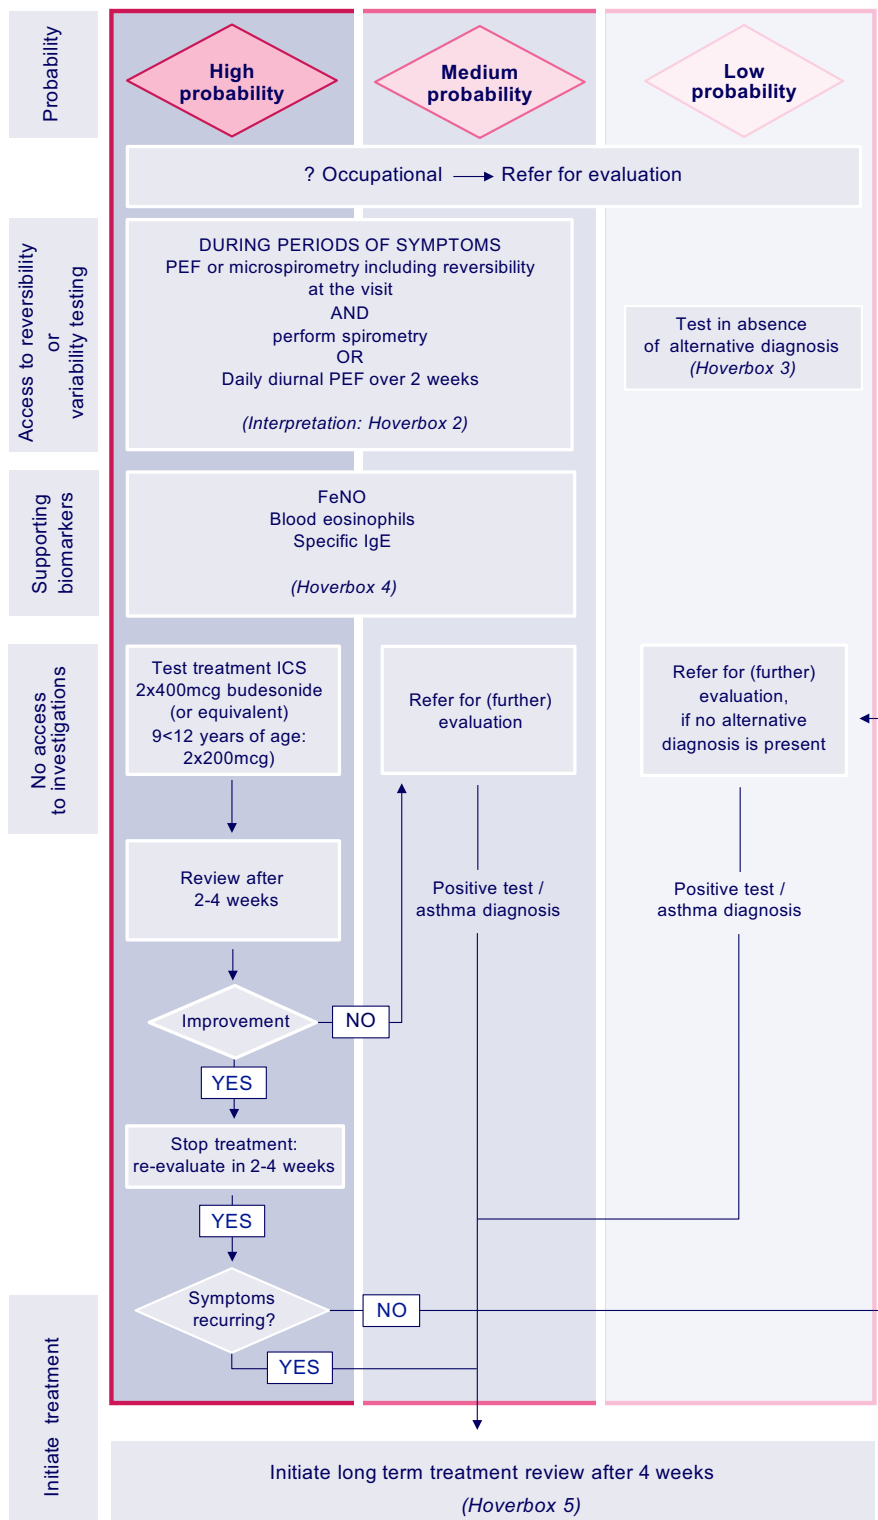 Probability
High
probability
Medium
probability
Low
probability
? Occupational
Refer for evaluation
Access to reversibility
or
variability testing
DURING PERIODS OF SYMPTOMS
PEF or microspirometry including reversibility
at the visit
AND
perform spirometry
OR
Daily diurnal PEF over 2 weeks
(Interpretation: Hoverbox 2)
Test in absence
of alternative diagnosis
(Hoverbox 3)
Supporting
biomarkers
FeNO
Blood eosinophils
Specific IgE
(Hoverbox 4)
No access
to investigations
Test treatment ICS
2x400mcg budesonide
(or equivalent)
9<12 years of age:
2x200mcg)
Refer for (further)
evaluation
Refer for (further)
evaluation,
if no alternative
diagnosis is present
Review after
2-4 weeks
Positive test /
asthma diagnosis
Positive test /
asthma diagnosis
Improvement
NO
YES
Stop treatment:
re-evaluate in 2-4 weeks
YES
Symptoms
recurring?
NO
YES
Initiate treatment
Initiate long term treatment review after 4 weeks
(Hoverbox 5)